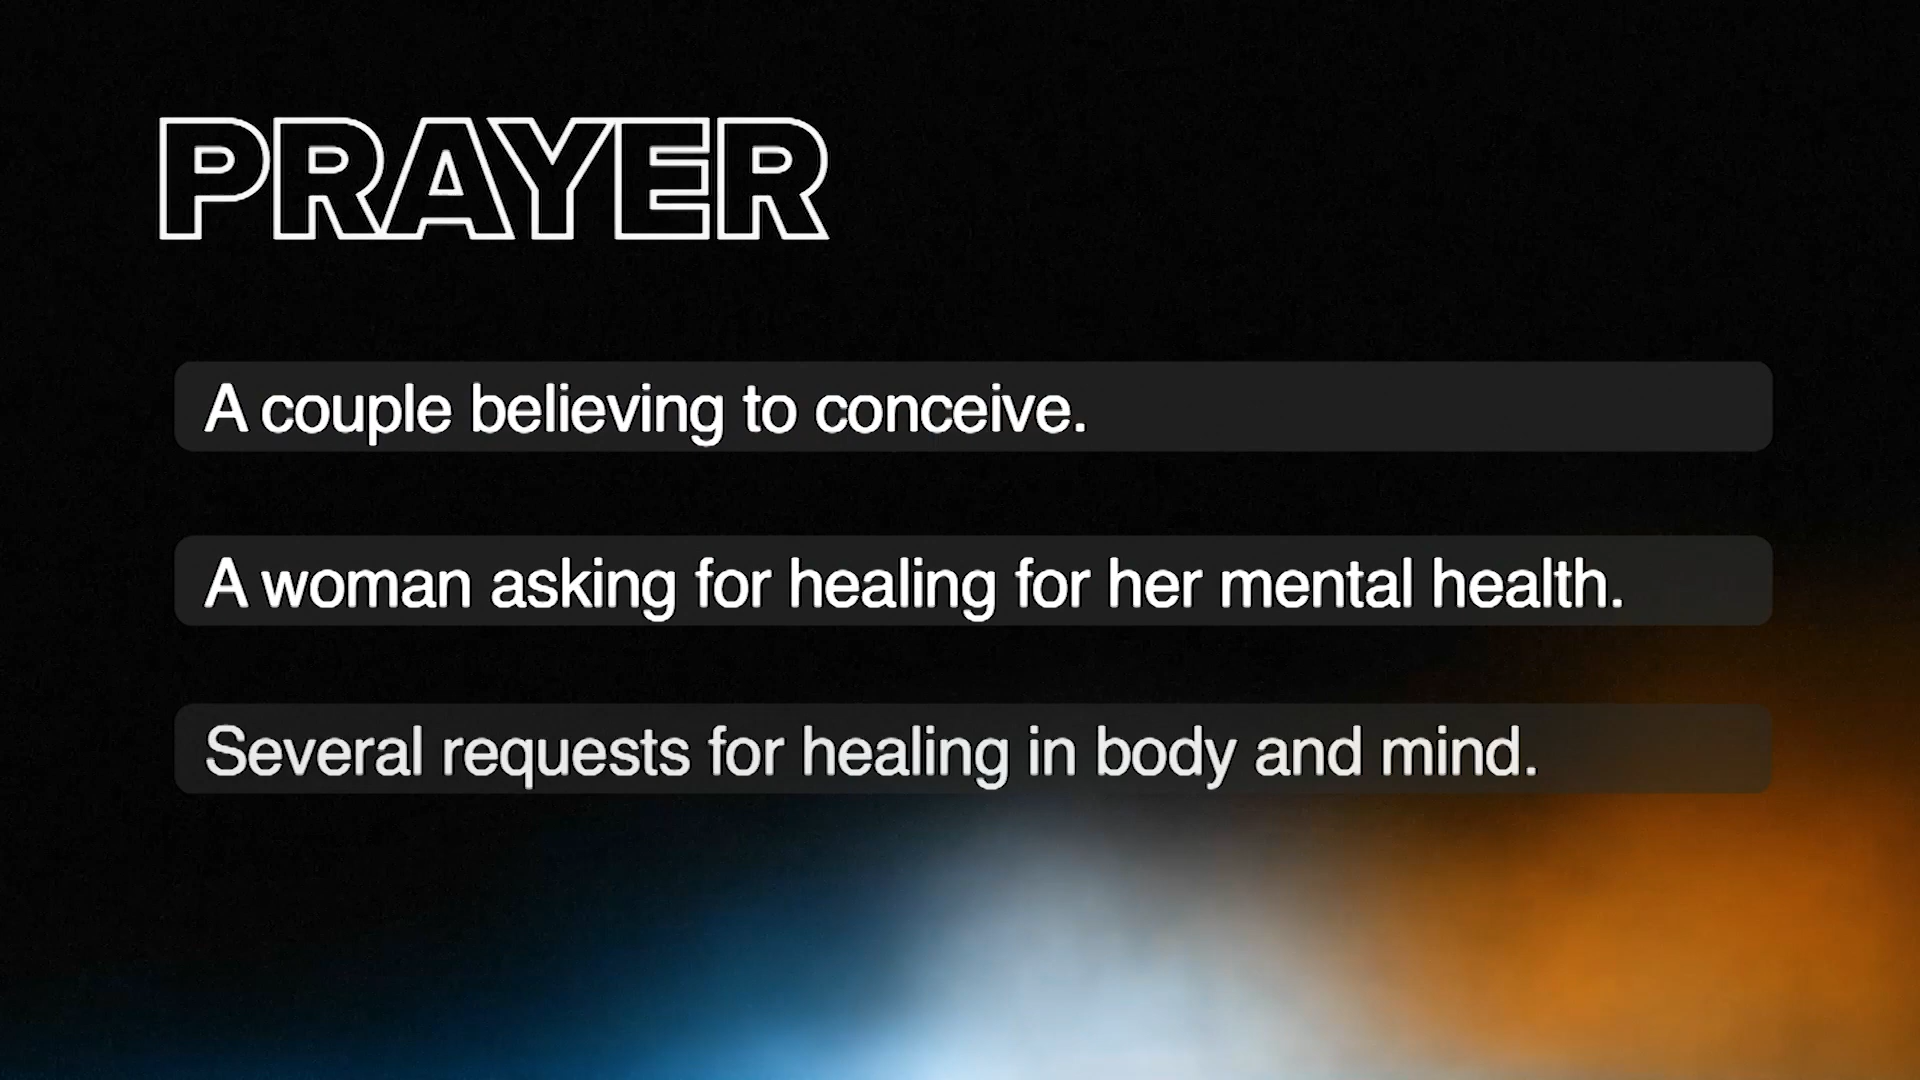 PRAYER
A couple believing to conceive.
A woman asking for healing for her mental health.
Several requests for healing in body and mind.